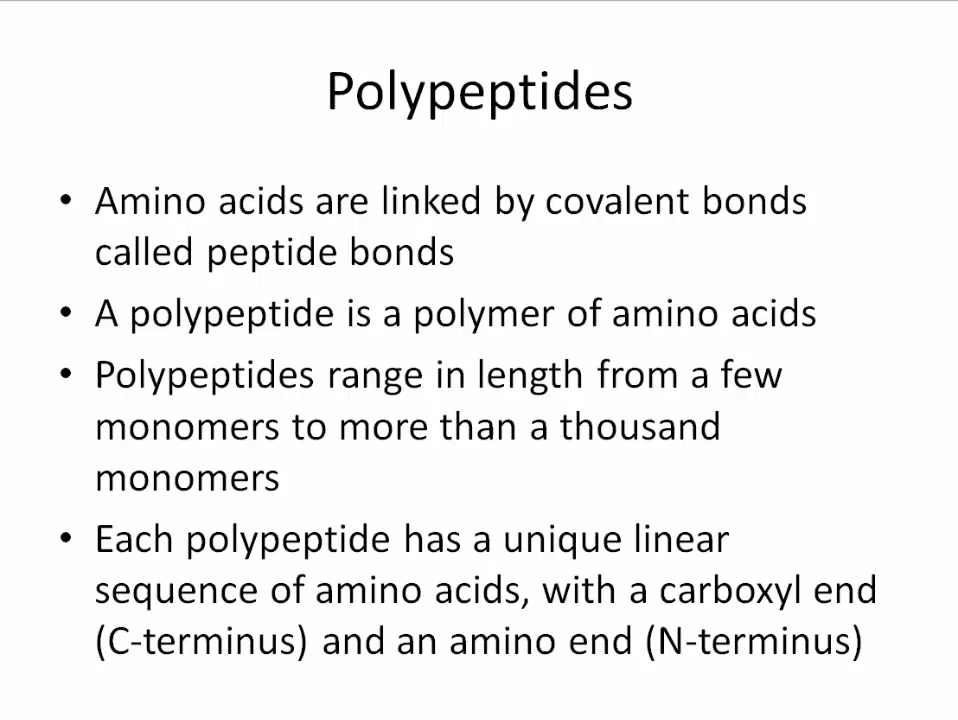 Polypeptides
• Amino acids are linked by covalent bonds
called peptide bonds
• A polypeptide is a polymer of amino acids
• Polypeptides range in length from a few
monomers to more than a thousand
monomers
• Each polypeptide has a unique linear
sequence of amino acids, with a carboxyl end
(C-terminus) and an amino end (N-terminus)